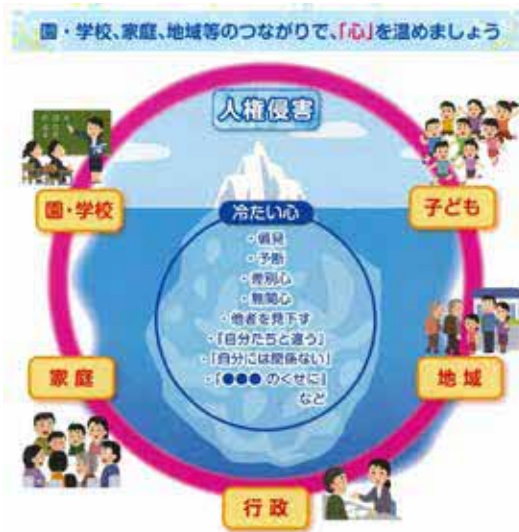 園・学校、家庭、地域等のつながりで、「心」を温めましょう
人権侵害
園・学校
子ども
冷たい心
・偏見
・予断
・差別心
・無関心
・他者を見下す
・「自分たちと違う」
・「自分には関係ない」
・「●●● のくせに」
など
家庭
地域
行政